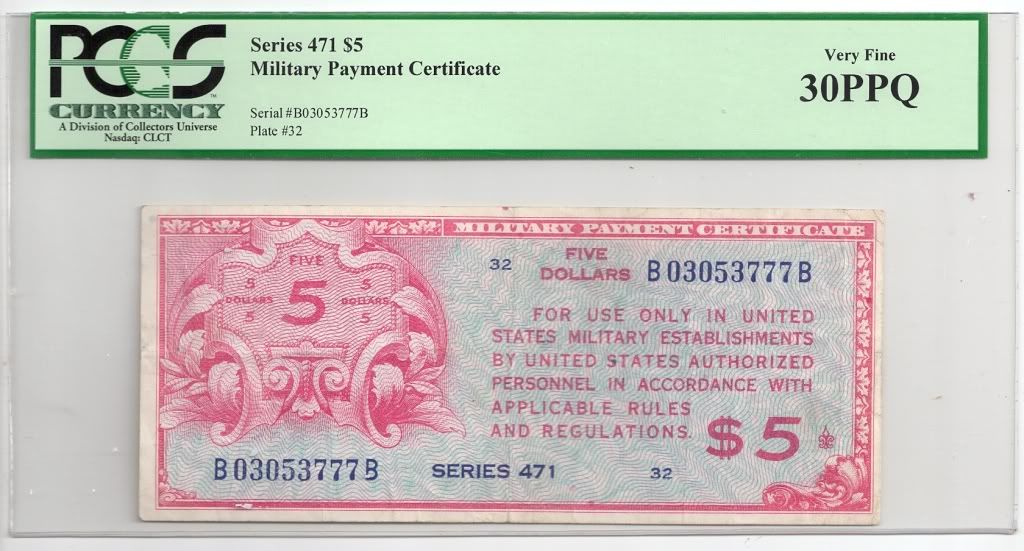 PCGS
CURRENCY
A Division of Collectors Universe
Nasdaq: CLCT
Series 471 $5
Military Payment Certificate
Serial #B03053777B
Plate #32
Very Fine
30PPQ
MILITARY PAYMENT CERTIFICATE
FIVE
5 5
DOLLARS 5 DOLLARS
5 5
32
FIVE
DOLLARS
B03053777B
FOR USE ONLY IN UNITED
STATES MILITARY ESTABLISHMENTS
BY UNITED STATES AUTHORIZED
PERSONNEL IN ACCORDANCE WITH
APPLICABLE RULES
AND REGULATIONS.
$5
B03053777B
SERIES 471
32